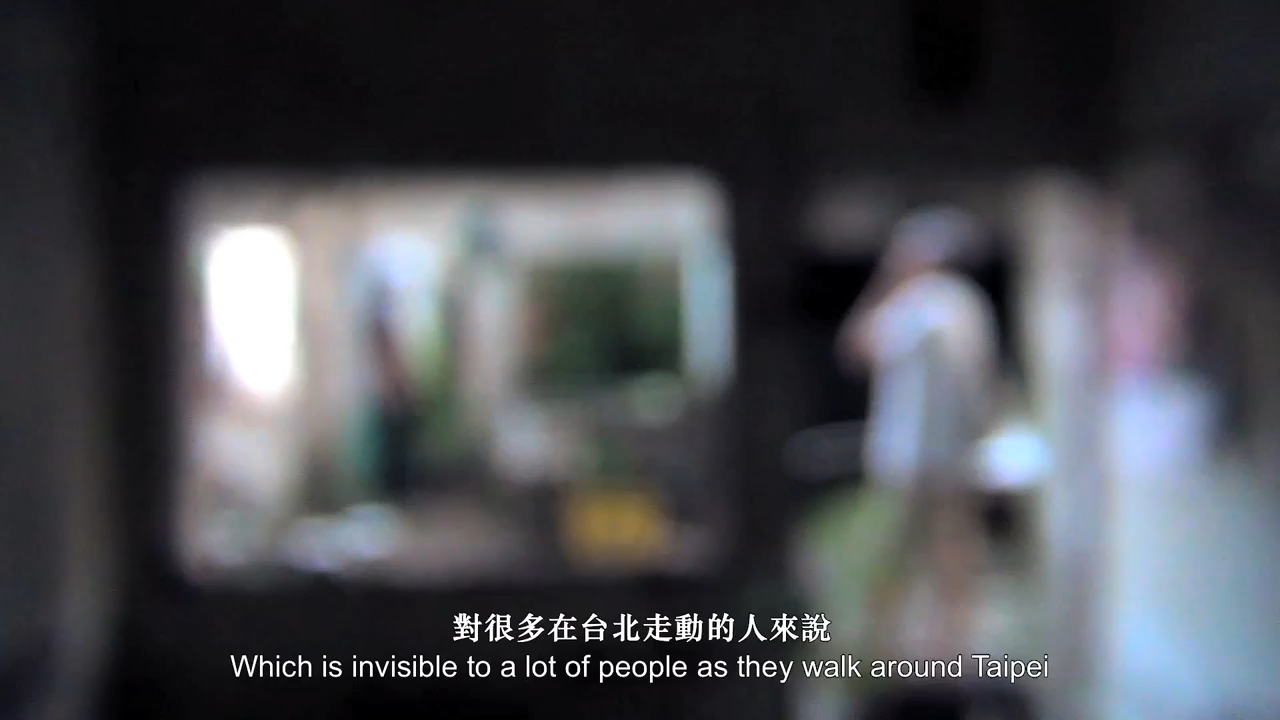 對很多在台北走動的人來說
Which is invisible to a lot of people as they walk around Taipei